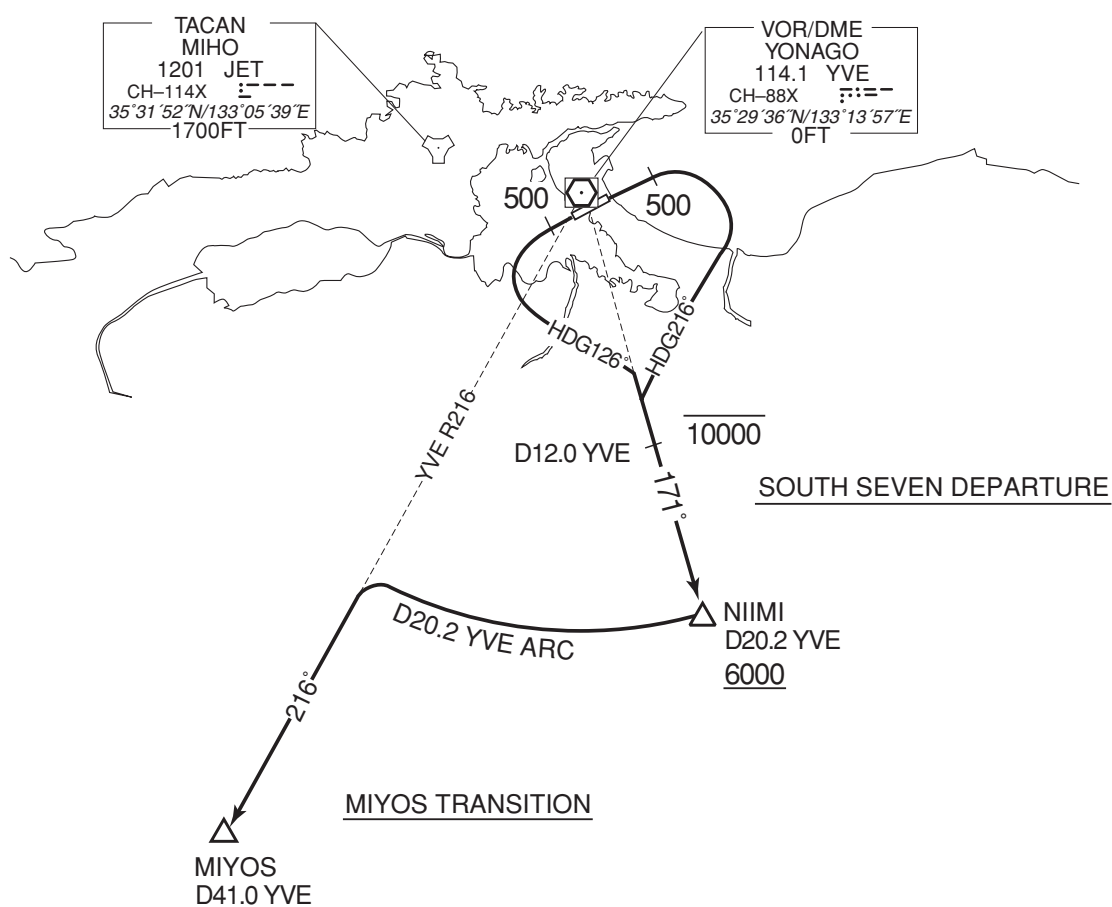 TACAN
MIHO
1201 JET
CH–114X
35°31´52˝N/133°05´39˝E
1700FT
VOR/DME
YONAGO
114.1 YVE
CH–88X
35°29´36˝N/133°13´57˝E
0FT
500
500
HDG126°
HDG216°
YVE R216
D12.0 YVE
10000
171°
SOUTH SEVEN DEPARTURE
NIIMI
D20.2 YVE
6000
D20.2 YVE ARC
216°
MIYOS TRANSITION
MIYOS
D41.0 YVE